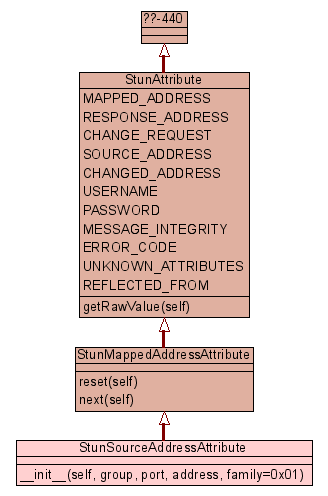 ??-440
StunAttribute
MAPPED_ADDRESS
RESPONSE_ADDRESS
CHANGE_REQUEST
SOURCE_ADDRESS
CHANGED_ADDRESS
USERNAME
PASSWORD
MESSAGE_INTEGRITY
ERROR_CODE
UNKNOWN_ATTRIBUTES
REFLECTED_FROM
getRawValue(self)
StunMappedAddressAttribute
reset(self)
next(self)
StunSourceAddressAttribute
__init__(self, group, port, address, family=0x01)